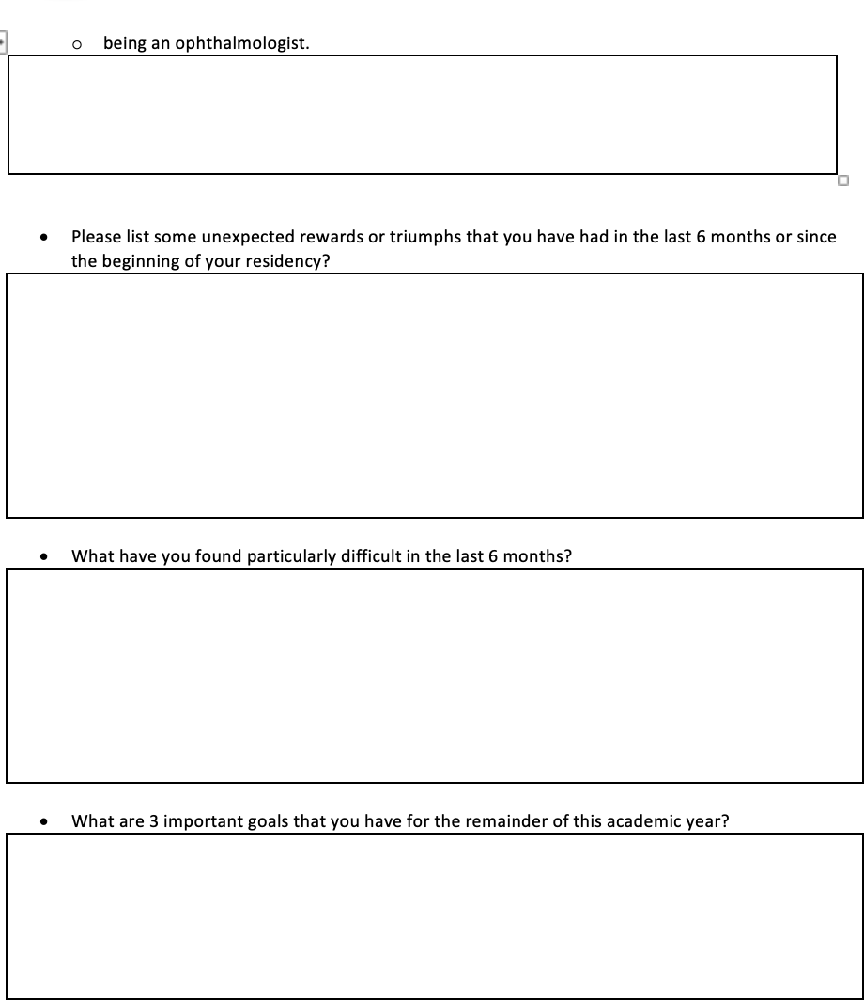 o being an ophthalmologist.
• Please list some unexpected rewards or triumphs that you have had in the last 6 months or since
the beginning of your residency?
• What have you found particularly difficult in the last 6 months?
• What are 3 important goals that you have for the remainder of this academic year?